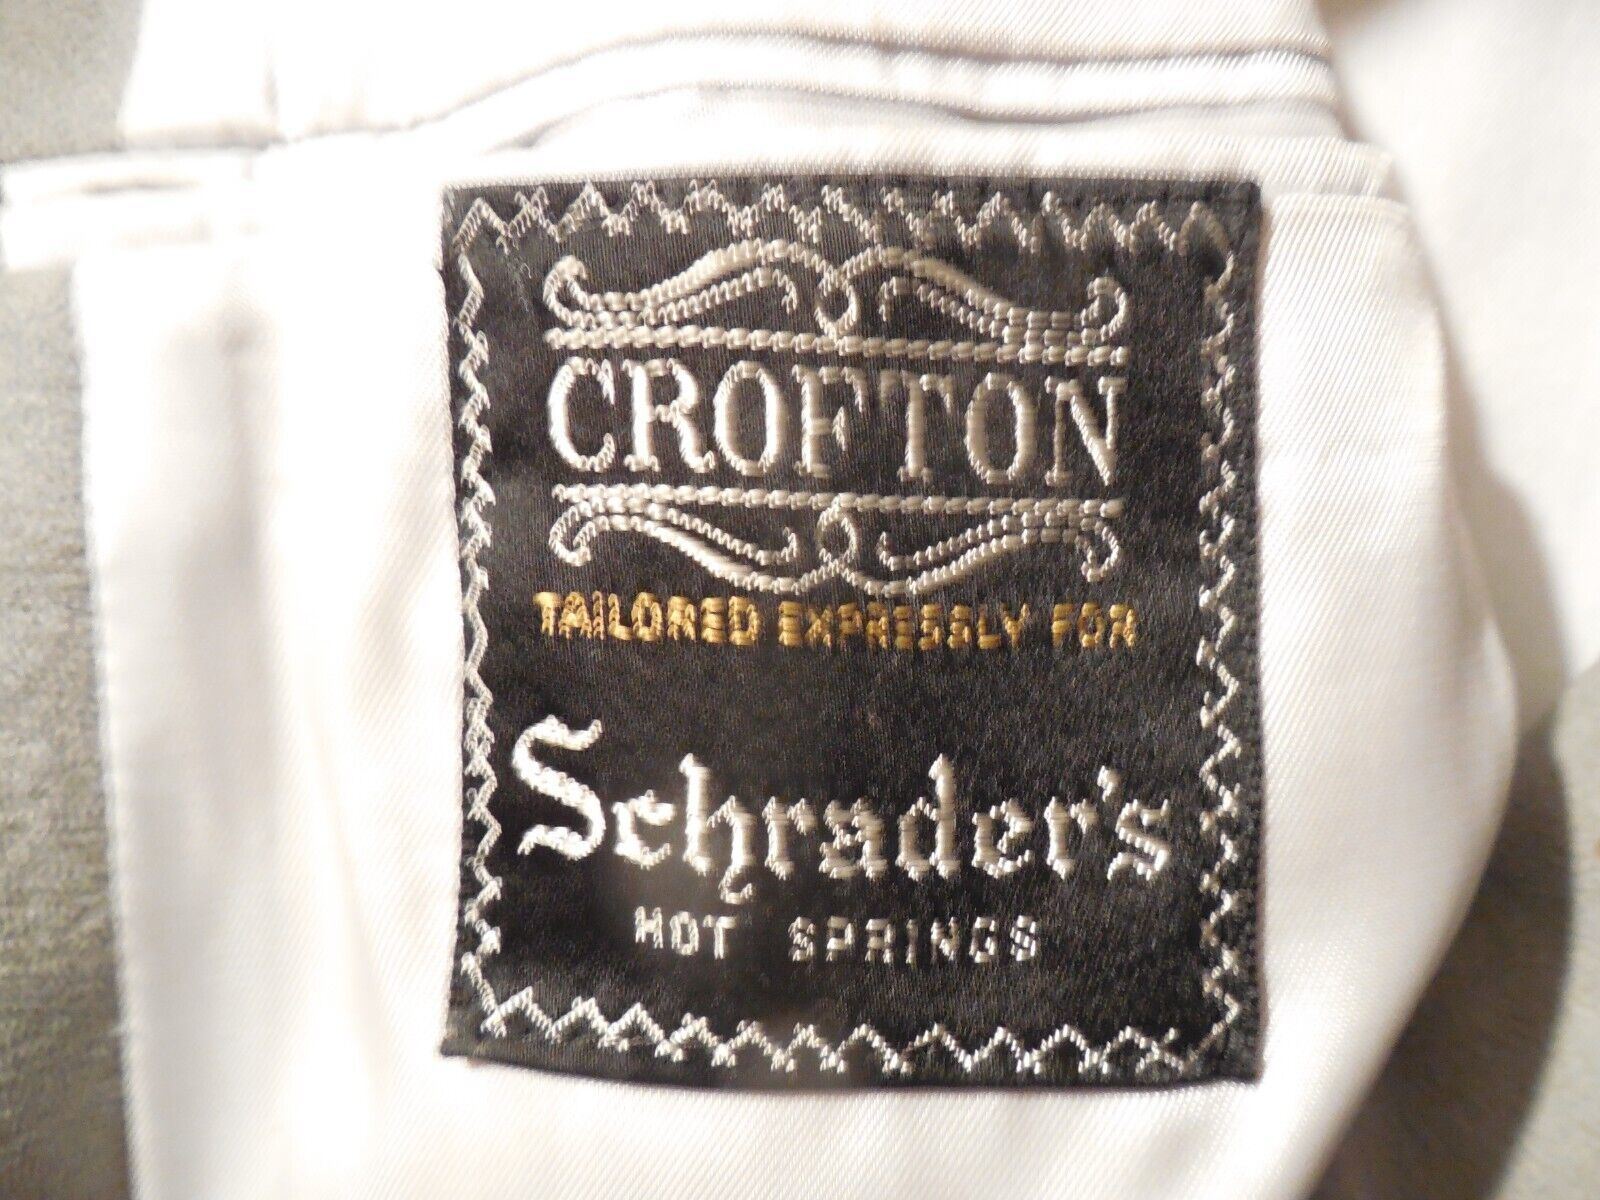 CROFTON
TAILORED EXPRESSLY FOR
Schrader's
HOT SPRINGS